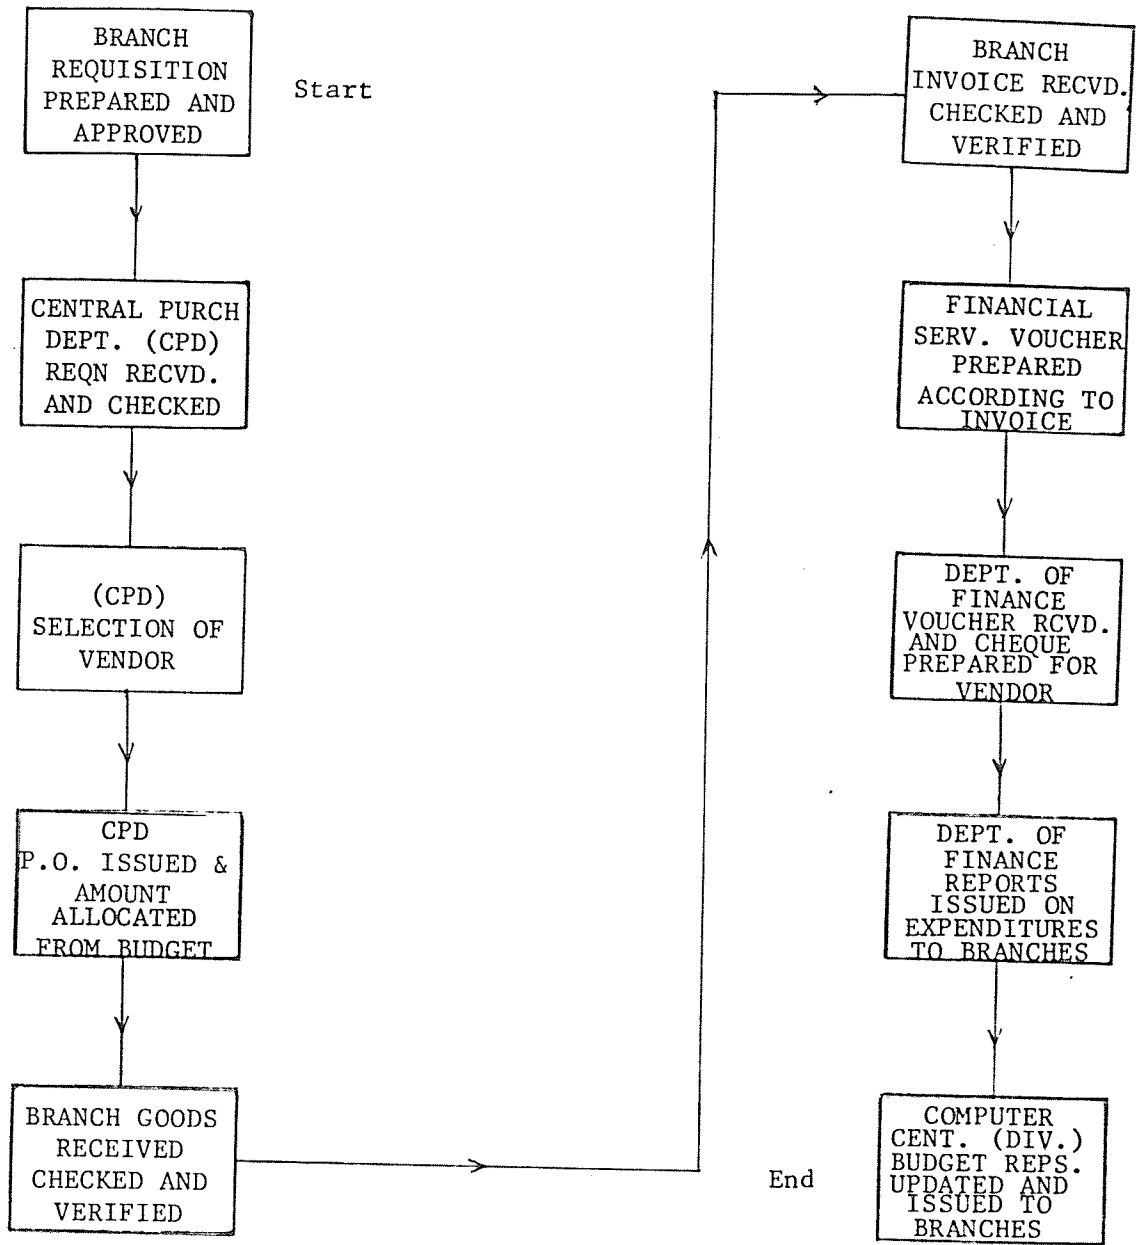 BRANCH
REQUISITION
PREPARED AND
APPROVED
Start
CENTRAL PURCH
DEPT. (CPD)
REQN RECVD.
AND CHECKED
(CPD)
SELECTION OF
VENDOR
CPD
P.O. ISSUED &
AMOUNT
ALLOCATED
FROM BUDGET
BRANCH GOODS
RECEIVED
CHECKED AND
VERIFIED
BRANCH
INVOICE RECVD.
CHECKED AND
VERIFIED
FINANCIAL
SERV. VOUCHER
PREPARED
ACCORDING TO
INVOICE
DEPT. OF
FINANCE
VOUCHER RCVD.
AND CHEQUE
PREPARED FOR
VENDOR
DEPT. OF
FINANCE
REPORTS
ISSUED ON
EXPENDITURES
TO BRANCHES
End
COMPUTER
CENT. (DIV.)
BUDGET REPS.
UPDATED AND
ISSUED TO
BRANCHES